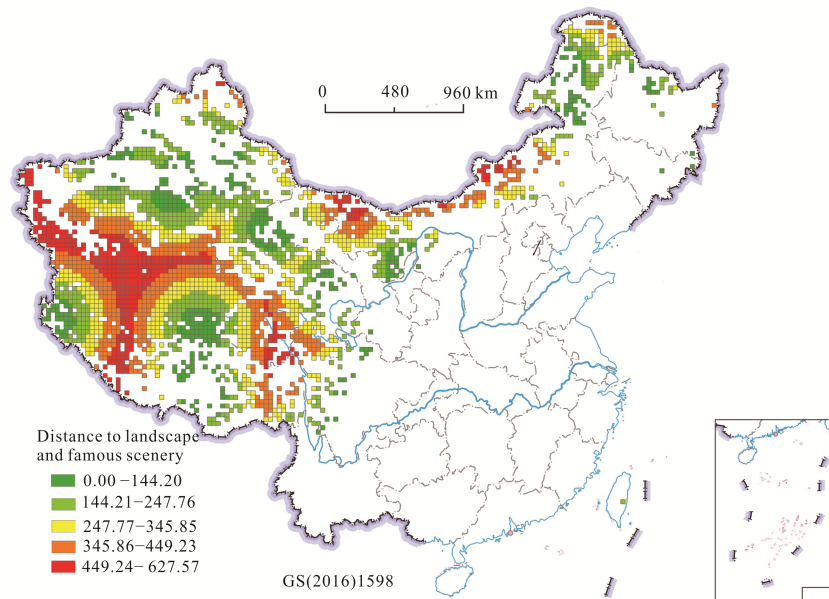 0 480 960 km
Distance to landscape
and famous scenery
0.00−144.20
144.21−247.76
247.77−345.85
345.86−449.23
449.24−627.57
GS(2016)1598